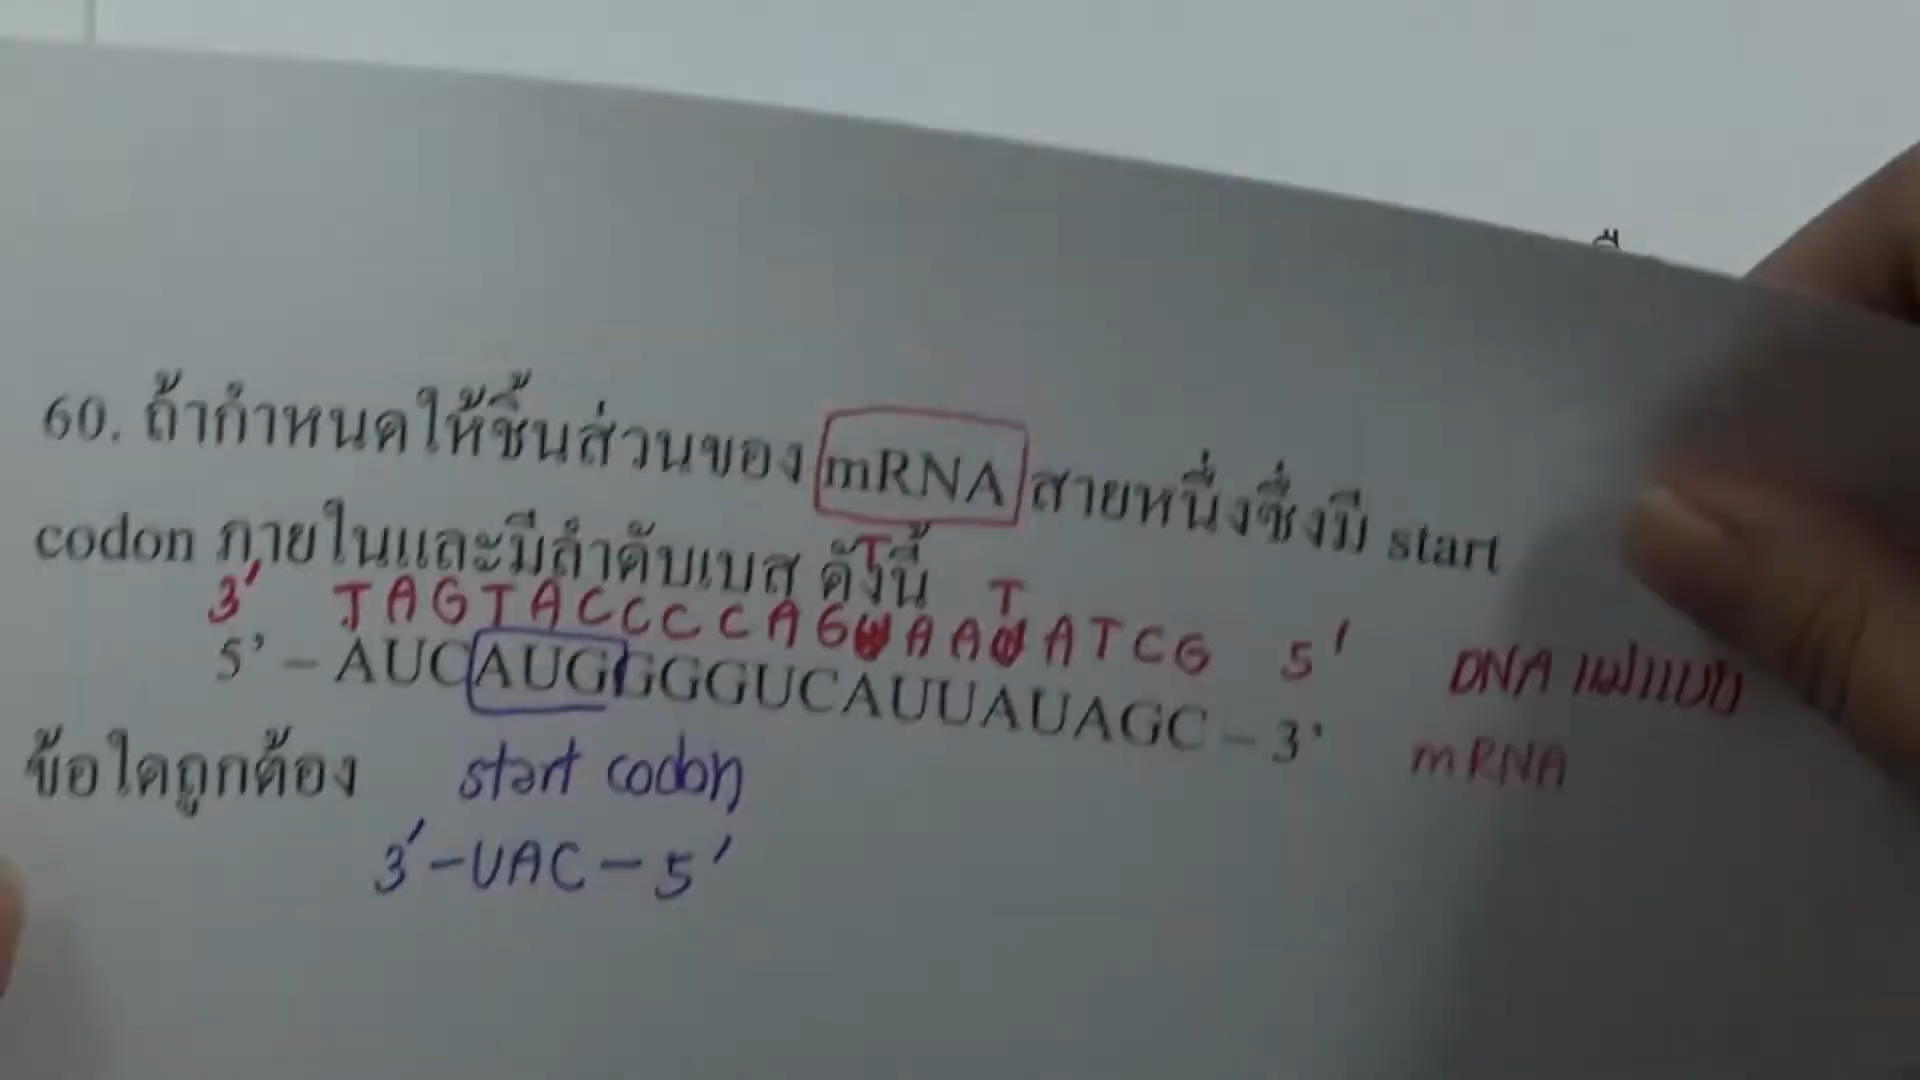 60. ถ้ากำหนดให้ชิ้นส่วนของ mRNA สายหนึ่งซึ่งมี start
codon ภายในและมีลำดับเบส ดังนี้
T T
3' TAGTACCCCAG AA ATCG 5' DNA แม่แบบ
5’ – AUCAUGGGGUCAUUAUAGC – 3’ mRNA
ข้อใดถูกต้อง start codon
3'-UAC-5'